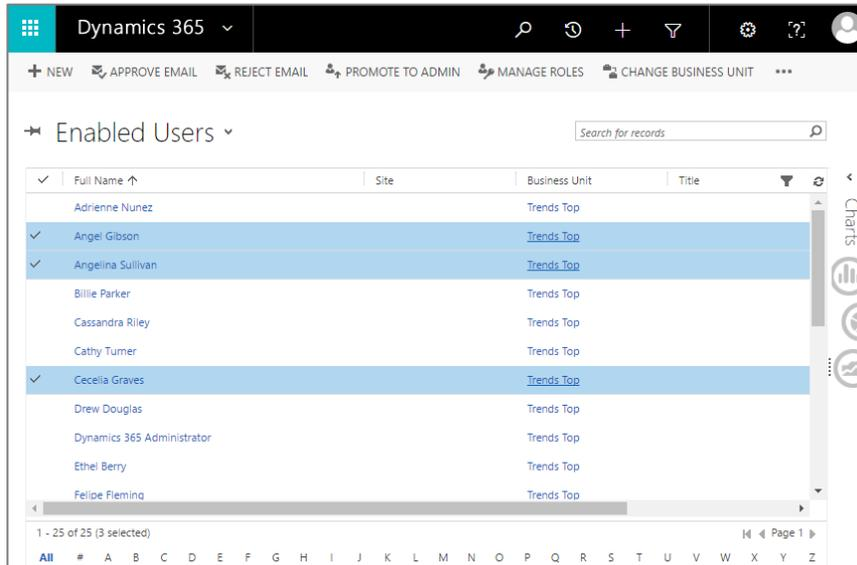 Dynamics 365
NEW APPROVE EMAIL REJECT EMAIL PROMOTE TO ADMIN MANAGE ROLES CHANGE BUSINESS UNIT ...
Enabled Users
Search for records
Full Name Site Business Unit Title
Charts
Adrienne Nunez Trends Top
Angel Gibson Trends Top
Angelina Sullivan Trends Top
Billie Parker Trends Top
Cassandra Riley Trends Top
Cathy Turner Trends Top
Cecelia Graves Trends Top
Drew Douglas Trends Top
Dynamics 365 Administrator Trends Top
Ethel Berry Trends Top
Felipe Fleming Trends Top
1 - 25 of 25 (3 selected) Page 1
All # A B C D E F G H I J K L M N O P Q R S T U V W X Y Z